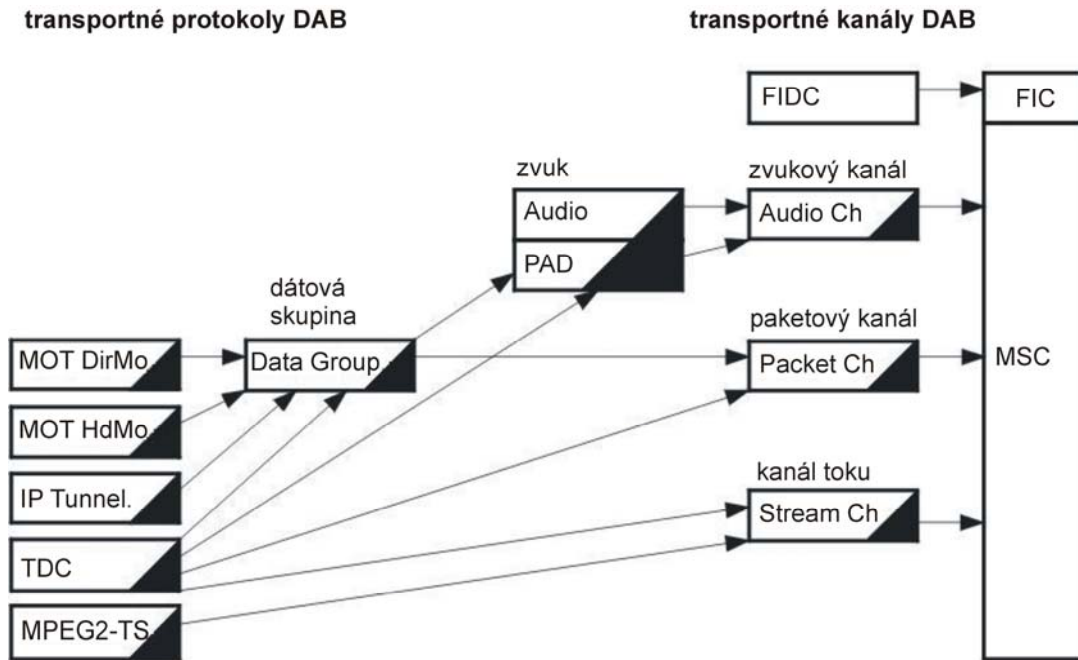 transportné protokoly DAB
transportné kanály DAB
FIDC
FIC
zvuk
zvukový kanál
Audio
Audio Ch
PAD
dátová
skupina
paketový kanál
MOT DirMo
Data Group
Packet Ch
MSC
MOT HdMo
kanál toku
IP Tunnel.
Stream Ch
TDC
MPEG2-TS